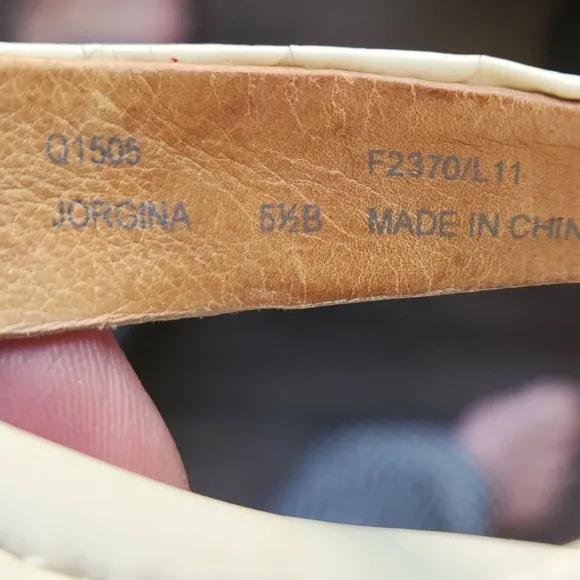 Q1505 F2370/L11
JORGINA 5½B MADE IN CHIN